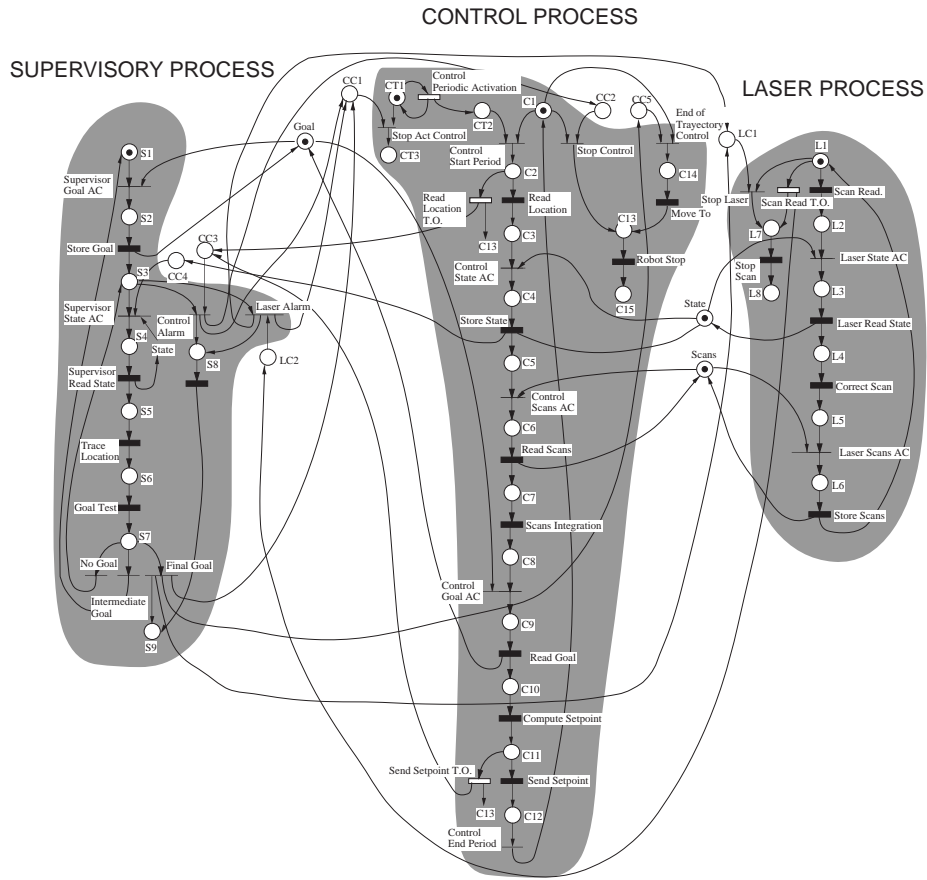 CONTROL PROCESS
SUPERVISORY PROCESS
LASER PROCESS
S1
Supervisor
Goal AC
S2
Store Goal
S3
CC4
CC3
Supervisor
State AC
S4
State
Control
Alarm
Laser Alarm
S8
LC2
Supervisor
Read State
S5
Trace
Location
S6
Goal Test
S7
No Goal
Final Goal
Intermediate
Goal
S9
Goal
CC1
CT1
Control
Periodic Activation
CT2
Stop Act Control
CT3
C1
CC2
CC5
End of
Trayectory
Control
Control
Start Period
Stop Control
C2
C14
Read
Location
T.O.
Read
Location
Move To
C13
C3
C13
Robot Stop
Control
State AC
C4
C15
Store State
C5
Control
Scans AC
C6
Read Scans
C7
Scans Integration
C8
Control
Goal AC
C9
Read Goal
C10
Compute Setpoint
C11
Send Setpoint T.O.
Send Setpoint
C13
C12
Control
End Period
State
Scans
LC1
L1
Stop Laser
Scan Read.
Scan Read T.O.
L7
L2
Stop
Scan
Laser State AC
L8
L3
Laser Read State
L4
Correct Scan
L5
Laser Scans AC
L6
Store Scans